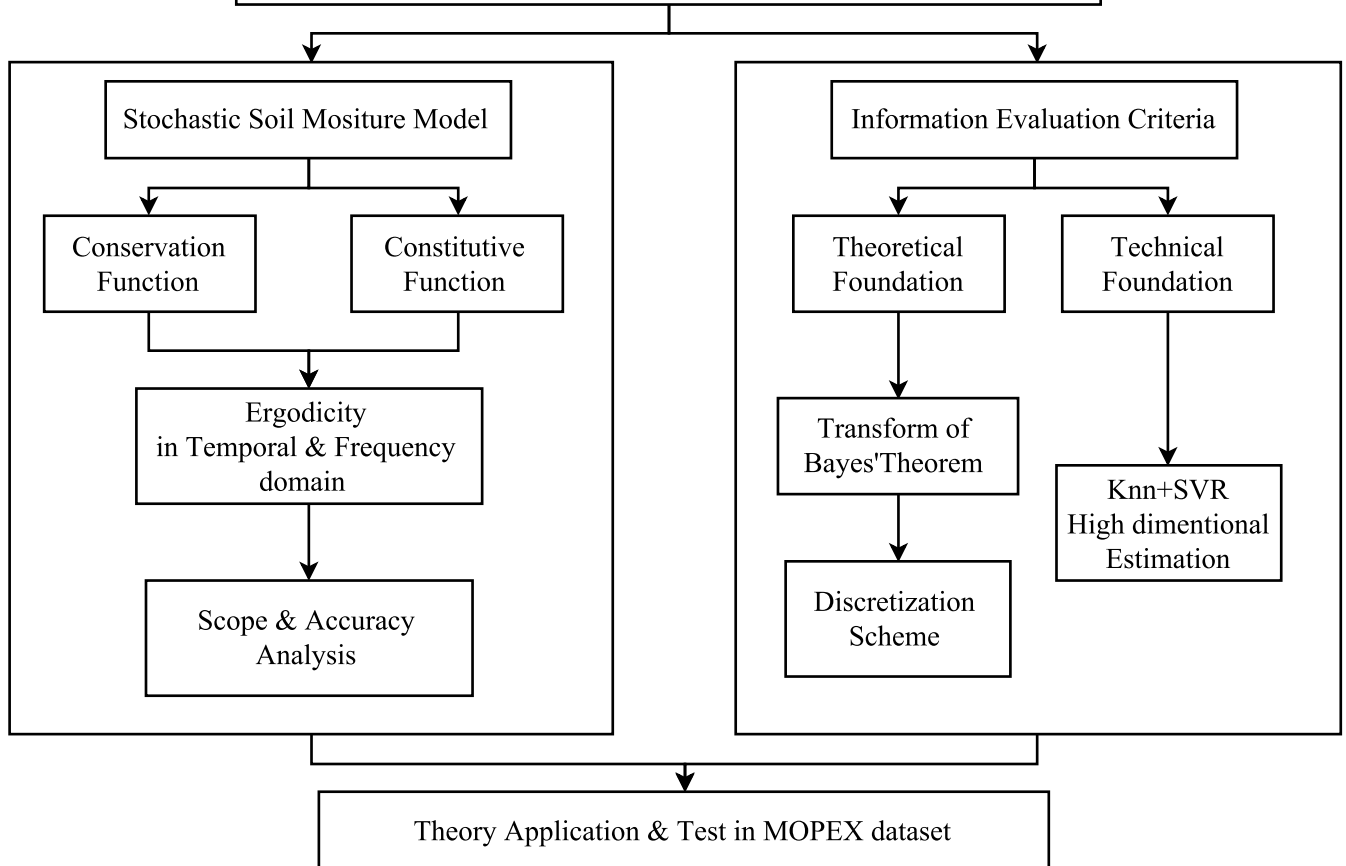 Stochastic Soil Mositure Model
Conservation
Function
Constitutive
Function
Ergodicity
in Temporal & Frequency
domain
Scope & Accuracy
Analysis
Information Evaluation Criteria
Theoretical
Foundation
Technical
Foundation
Transform of
Bayes'Theorem
Knn+SVR
High dimentional
Estimation
Discretization
Scheme
Theory Application & Test in MOPEX dataset